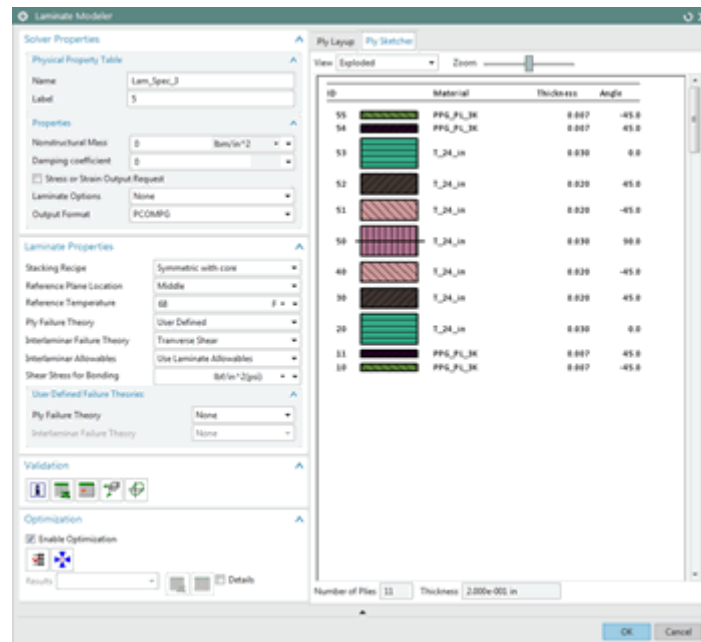 Laminate Modeler
Solver Properties
Physical Property Table
Name Lam_Spec_3
Label 5
Properties
Nonstructural Mass 0 lbm/in^2
Damping coefficient 0
Stress or Strain Output Request
Laminate Options None
Output Format PCOMPG
Laminate Properties
Stacking Recipe Symmetric with core
Reference Plane Location Middle
Reference Temperature 68 F
Ply Failure Theory User Defined
Interlaminar Failure Theory Tranverse Shear
Interlaminar Allowables Use Laminate Allowables
Shear Stress for Bonding lbf/in^2(psi)
User Defined Failure Theories
Ply Failure Theory None
Interlaminar Failure Theory None
Validation
Optimization
Enable Optimization
Results Details
Ply Layup Ply Sketcher
View Exploded Zoom
ID Material Thickness Angle
55 PPG_PL_3K 0.007 -45.0
54 PPG_PL_3K 0.007 45.0
53 T_24_in 0.030 0.0
52 T_24_in 0.020 45.0
51 T_24_in 0.020 -45.0
50 T_24_in 0.030 90.0
40 T_24_in 0.020 -45.0
30 T_24_in 0.020 45.0
20 T_24_in 0.030 0.0
11 PPG_PL_3K 0.007 45.0
10 PPG_PL_3K 0.007 -45.0
Number of Plies 11 Thickness 2.000e-001 in
OK Cancel